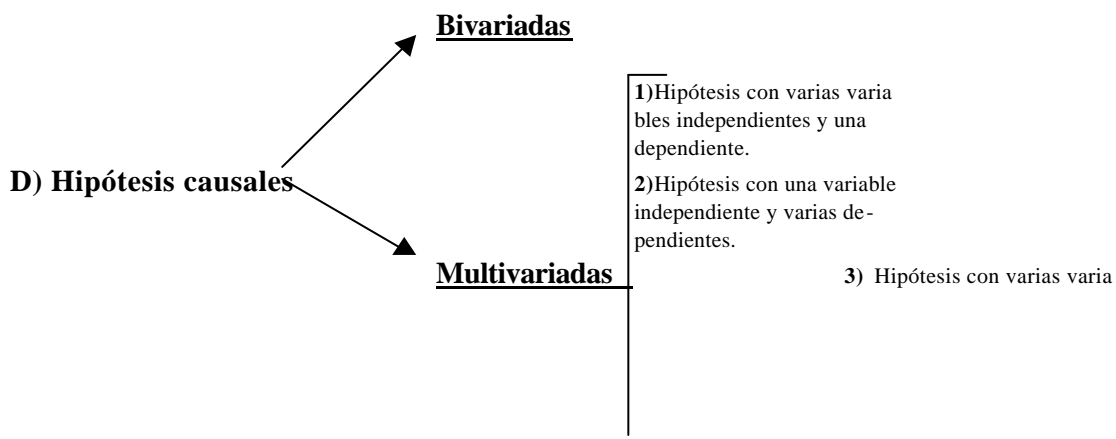 Bivariadas
1)Hipótesis con varias varia
bles independientes y una
dependiente.
D) Hipótesis causales
2)Hipótesis con una variable
independiente y varias de-
pendientes.
Multivariadas
3) Hipótesis con varias varia